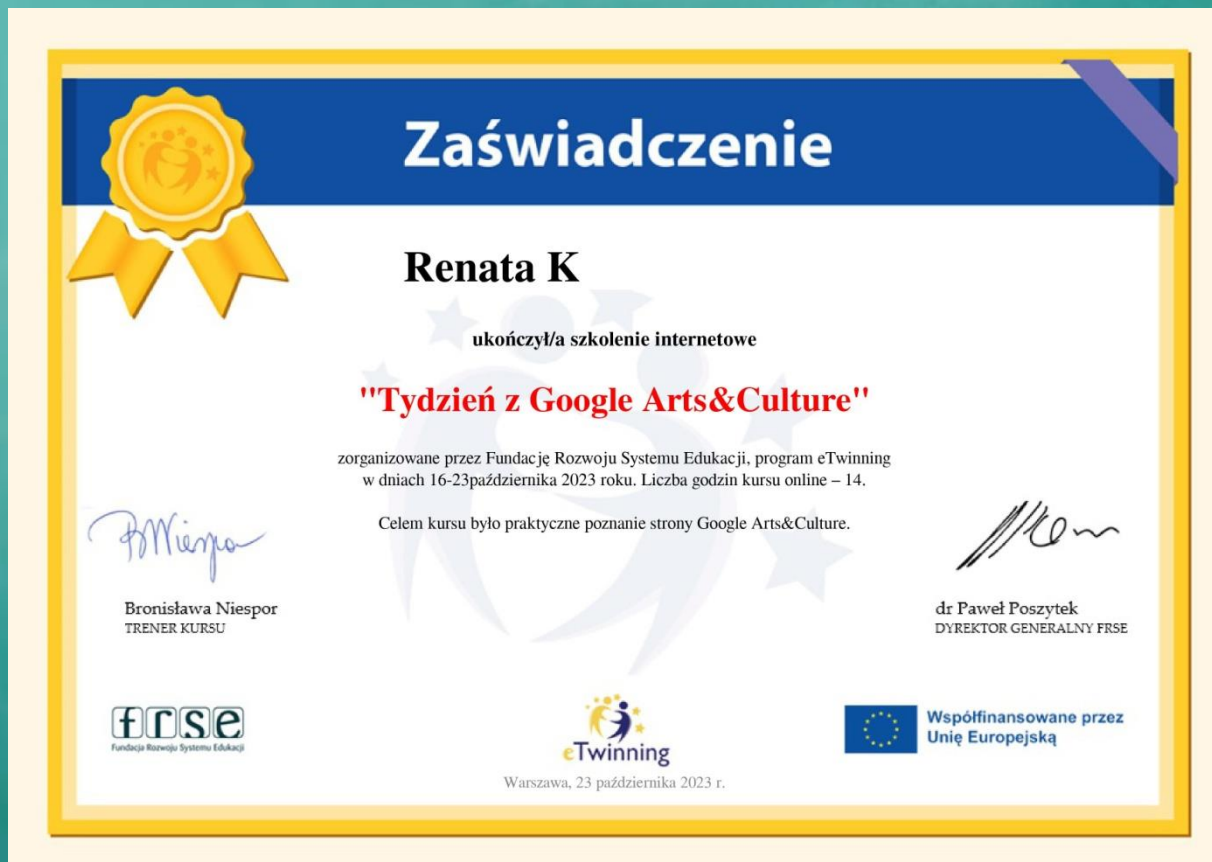 Zaświadczenie
Renata K
ukończył/a szkolenie internetowe
"Tydzień z Google Arts&Culture"
zorganizowane przez Fundację Rozwoju Systemu Edukacji, program eTwinning
w dniach 16-23października 2023 roku. Liczba godzin kursu online – 14.
Celem kursu było praktyczne poznanie strony Google Arts&Culture.
Bronisława Niespor
TRENER KURSU
dr Paweł Poszytek
DYREKTOR GENERALNY FRSE
frse
Fundacja Rozwoju Systemu Edukacji
eTwinning
Współfinansowane przez
Unię Europejską
Warszawa, 23 października 2023 r.